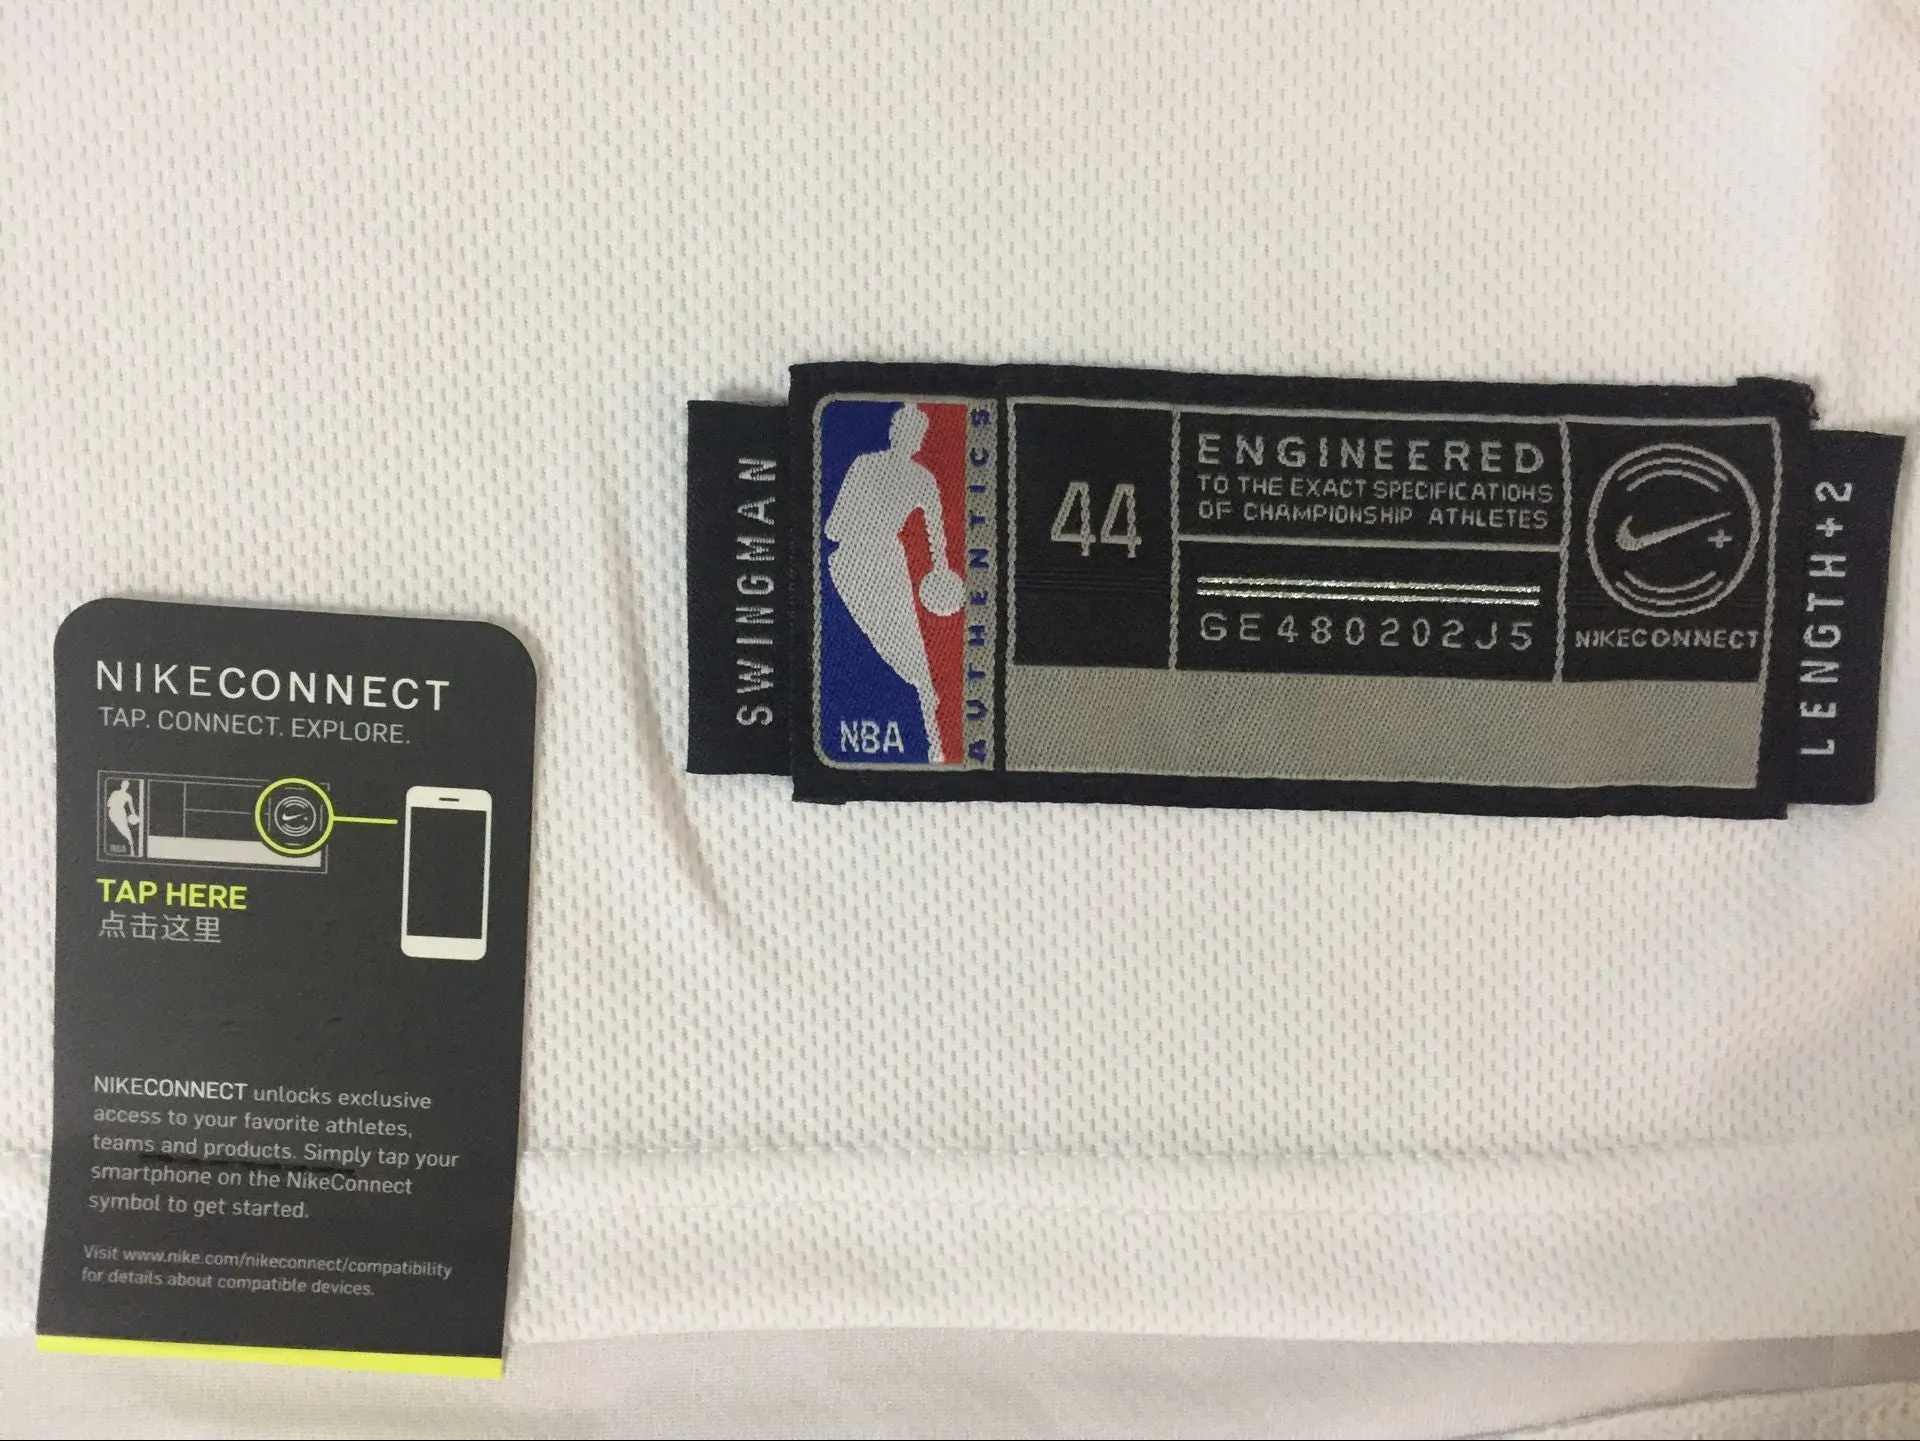 SWINGMAN
NBA
AUTHENTICS
44
ENGINEERED
TO THE EXACT SPECIFICATIONS
OF CHAMPIONSHIP ATHLETES
GE480202J5
NIKECONNECT
LENGTH+2
NIKECONNECT
TAP. CONNECT. EXPLORE.
NBA
TAP HERE
点击这里
NIKECONNECT unlocks exclusive
access to your favorite athletes,
teams and products. Simply tap your
smartphone on the NikeConnect
symbol to get started.
Visit www.nike.com/nikeconnect/compatibility
for details about compatible devices.